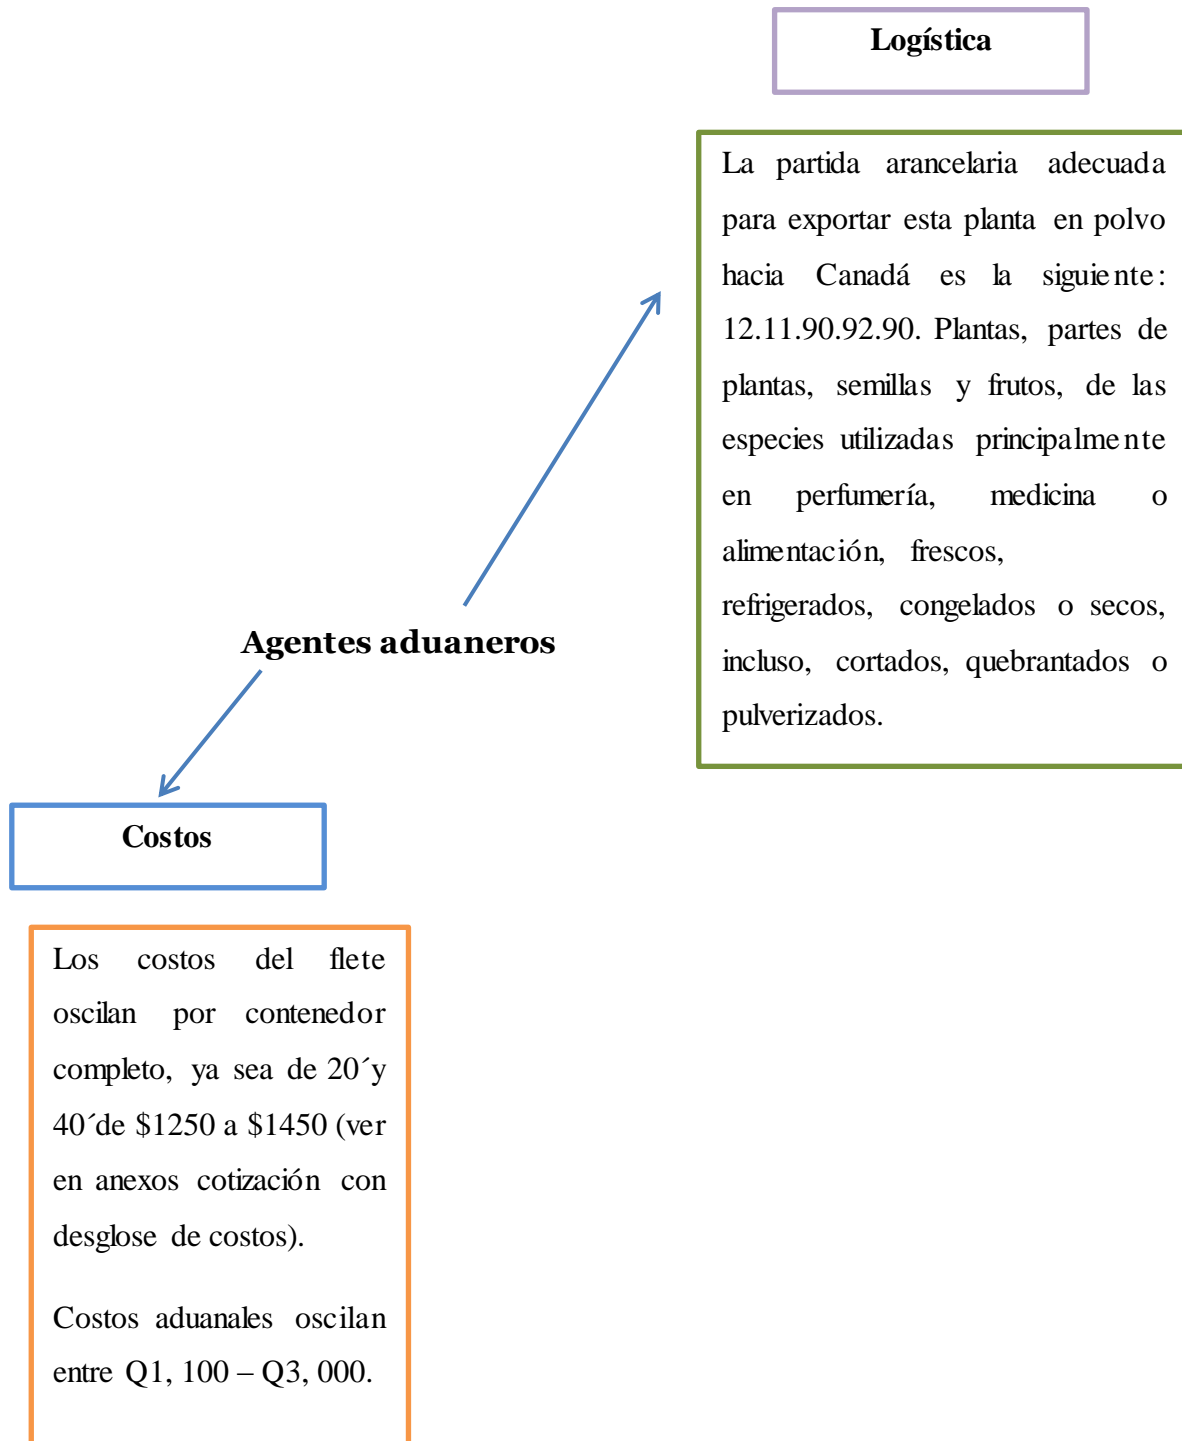 Logística
La partida arancelaria adecuada
para exportar esta planta en polvo
hacia Canadá es la siguiente:
12.11.90.92.90. Plantas, partes de
plantas, semillas y frutos, de las
especies utilizadas principalmente
en perfumería, medicina o
alimentación, frescos,
refrigerados, congelados o secos,
incluso, cortados, quebrantados o
pulverizados.
Agentes aduaneros
Costos
Los costos del flete
oscilan por contenedor
completo, ya sea de 20´y
40´de $1250 a $1450 (ver
en anexos cotización con
desglose de costos).
Costos aduanales oscilan
entre Q1, 100 – Q3, 000.